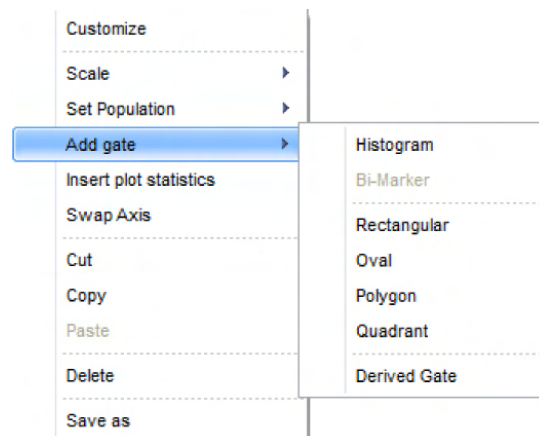 Customize
Scale
Set Population
Add gate
Insert plot statistics
Swap Axis
Cut
Copy
Paste
Delete
Save as
Histogram
Bi-Marker
Rectangular
Oval
Polygon
Quadrant
Derived Gate